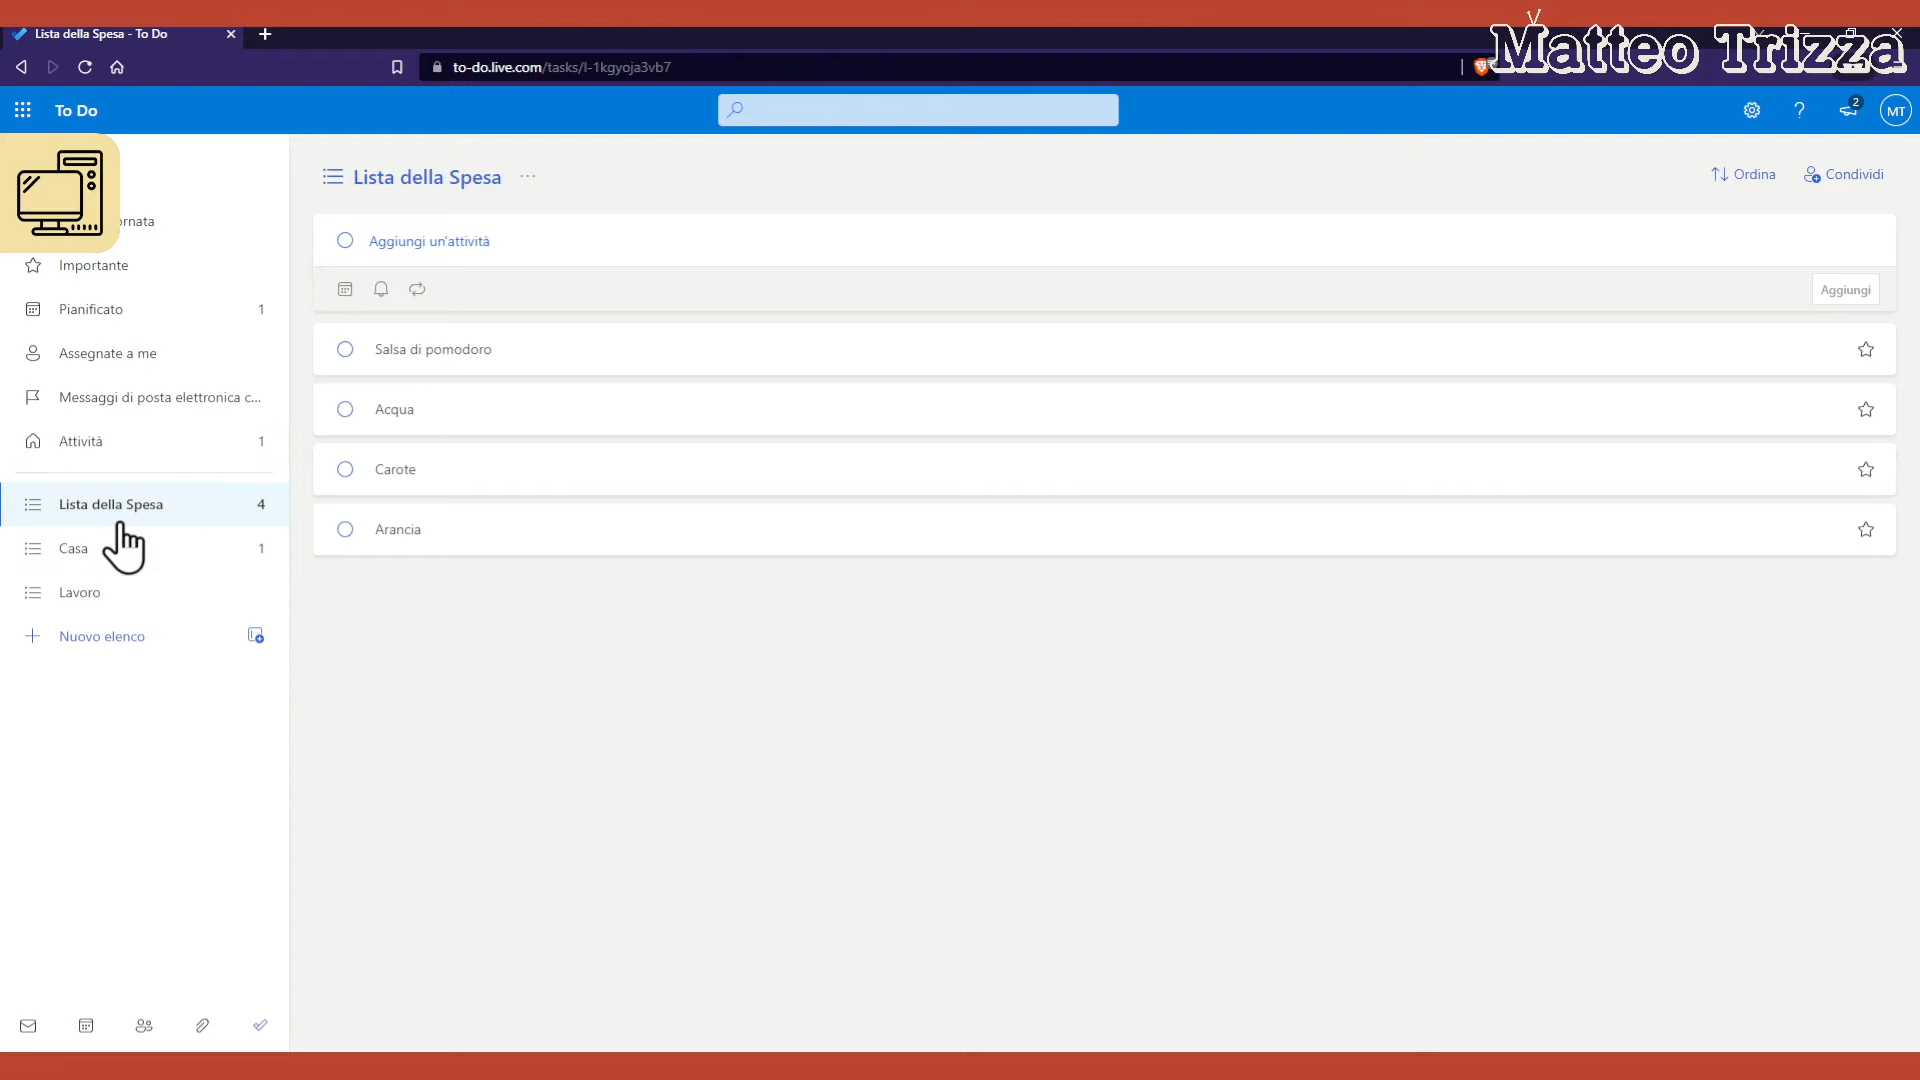 Lista della Spesa - To Do
Matteo Trizza
to-do.live.com/tasks/l-1kgyoja3vb7
To Do
2
MT
Lista della Spesa ...
Ordina
Condividi
ornata
Aggiungi un'attività
Importante
Aggiungi
Pianificato 1
Salsa di pomodoro
Assegnate a me
Messaggi di posta elettronica c...
Acqua
Attività 1
Carote
Lista della Spesa 4
Arancia
Casa 1
Lavoro
Nuovo elenco